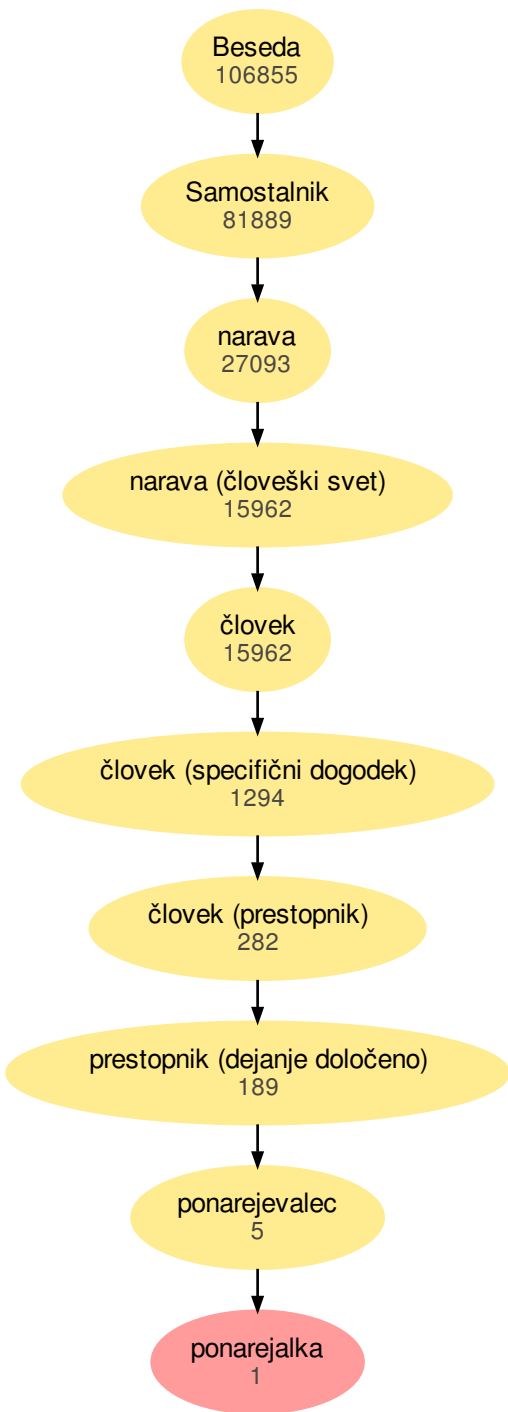 Beseda
106855
Samostalnik
81889
narava
27093
narava (človeški svet)
15962
človek
15962
človek (specifični dogodek)
1294
človek (prestopnik)
282
prestopnik (dejanje določeno)
189
ponarejevalec
5
ponarejalka
1